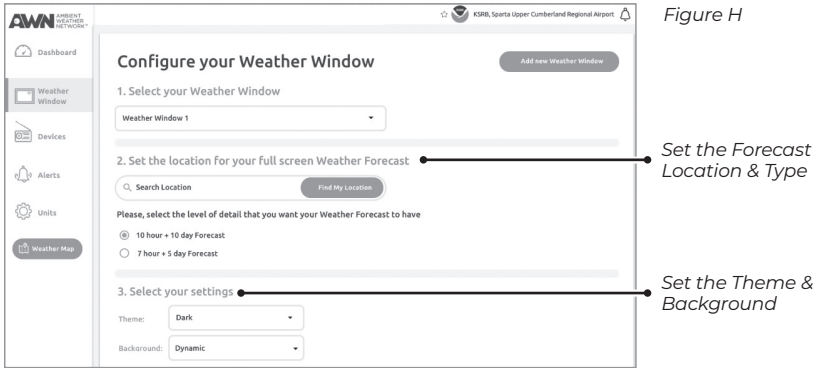 AWN AMBIENT WEATHER NETWORK™
KSRB, Sparta Upper Cumberland Regional Airport
Figure H
Dashboard
Weather Window
Devices
Alerts
Units
Weather Map
Configure your Weather Window
Add new Weather Window
1. Select your Weather Window
Weather Window 1
2. Set the location for your full screen Weather Forecast
Search Location
Find My Location
Please, select the level of detail that you want your Weather Forecast to have
10 hour + 10 day Forecast
7 hour + 5 day Forecast
3. Select your settings
Theme:
Dark
Background:
Dynamic
Set the Forecast
Location & Type
Set the Theme &
Background